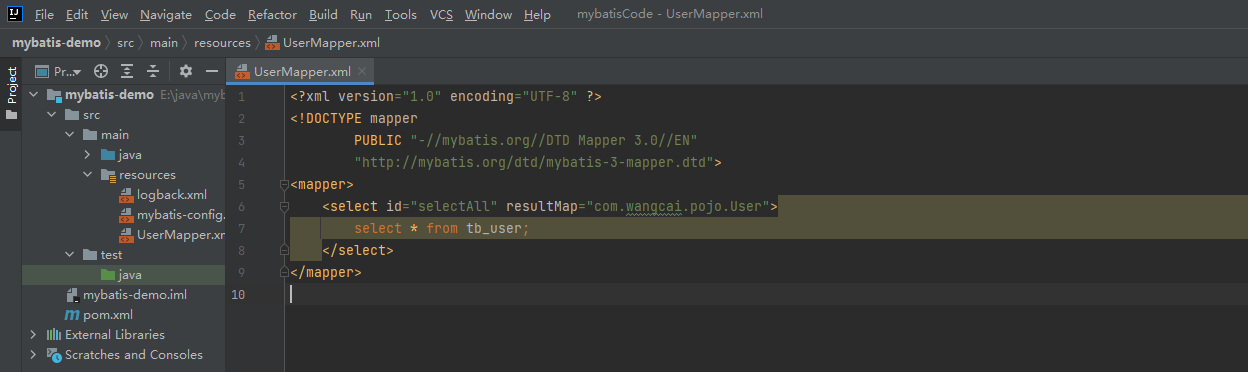 File Edit View Navigate Code Refactor Build Run Tools VCS Window Help mybatisCode - UserMapper.xml
mybatis-demo src main resources UserMapper.xml
Project
Pr...
UserMapper.xml
mybatis-demo E:\java\myb
src
main
java
resources
logback.xml
mybatis-config.
UserMapper.xm
test
java
mybatis-demo.iml
pom.xml
External Libraries
Scratches and Consoles
1 <?xml version="1.0" encoding="UTF-8" ?>
2 <!DOCTYPE mapper
3 PUBLIC "-//mybatis.org//DTD Mapper 3.0//EN"
4 "http://mybatis.org/dtd/mybatis-3-mapper.dtd">
5 <mapper>
6 <select id="selectAll" resultMap="com.wangcai.pojo.User">
7 select * from tb_user;
8 </select>
9 </mapper>
10